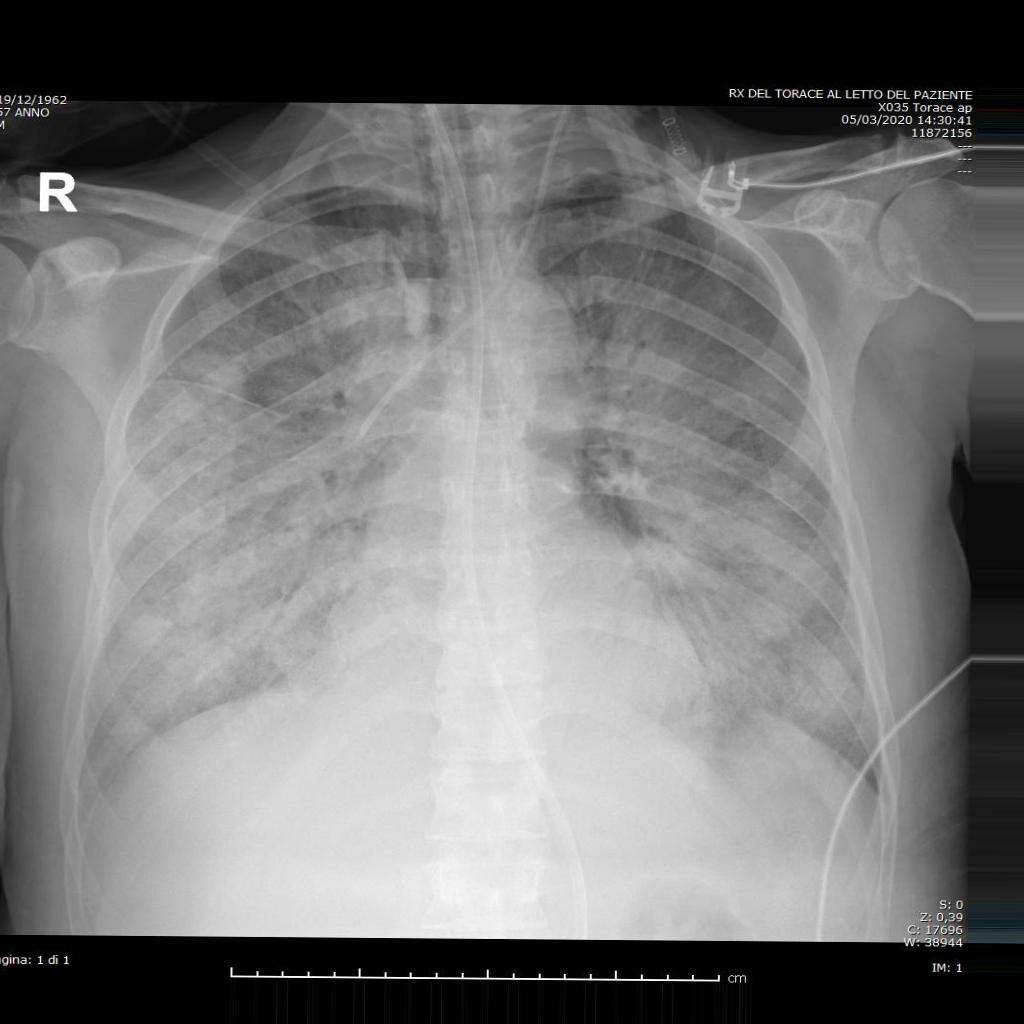 19/12/1962
57 ANNO
M
RX DEL TORACE AL LETTO DEL PAZIENTE
X035 Torace ap
05/03/2020 14:30:41
11872156
---
---
---
R
S: 0
Z: 0,39
C: 17696
W: 38944
IM: 1
gina: 1 di 1
cm